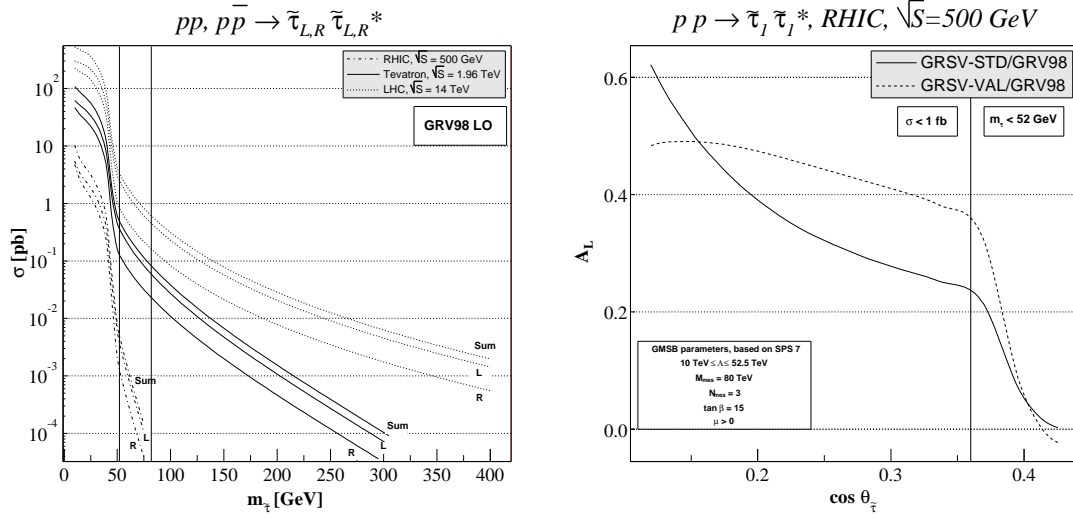 pp, pp̅ → τ̃L,R τ̃L,R*
RHIC, √S = 500 GeV
Tevatron, √S = 1.96 TeV
LHC, √S = 14 TeV
GRV98 LO
σ [pb]
10²
10
1
10⁻¹
10⁻²
10⁻³
10⁻⁴
Sum
L
R
Sum
L
R
Sum
L
R
0 50 100 150 200 250 300 350 400
mτ̃ [GeV]
p p → τ̃1 τ̃1*, RHIC, √S=500 GeV
GRSV-STD/GRV98
GRSV-VAL/GRV98
σ < 1 fb
mτ < 52 GeV
AL
0.6
0.4
0.2
0.0
GMSB parameters, based on SPS 7
10 TeV ≤ Λ ≤ 52.5 TeV
Mmes = 80 TeV
Nmes = 3
tan β = 15
μ > 0
0.2 0.3 0.4
cos θτ̃